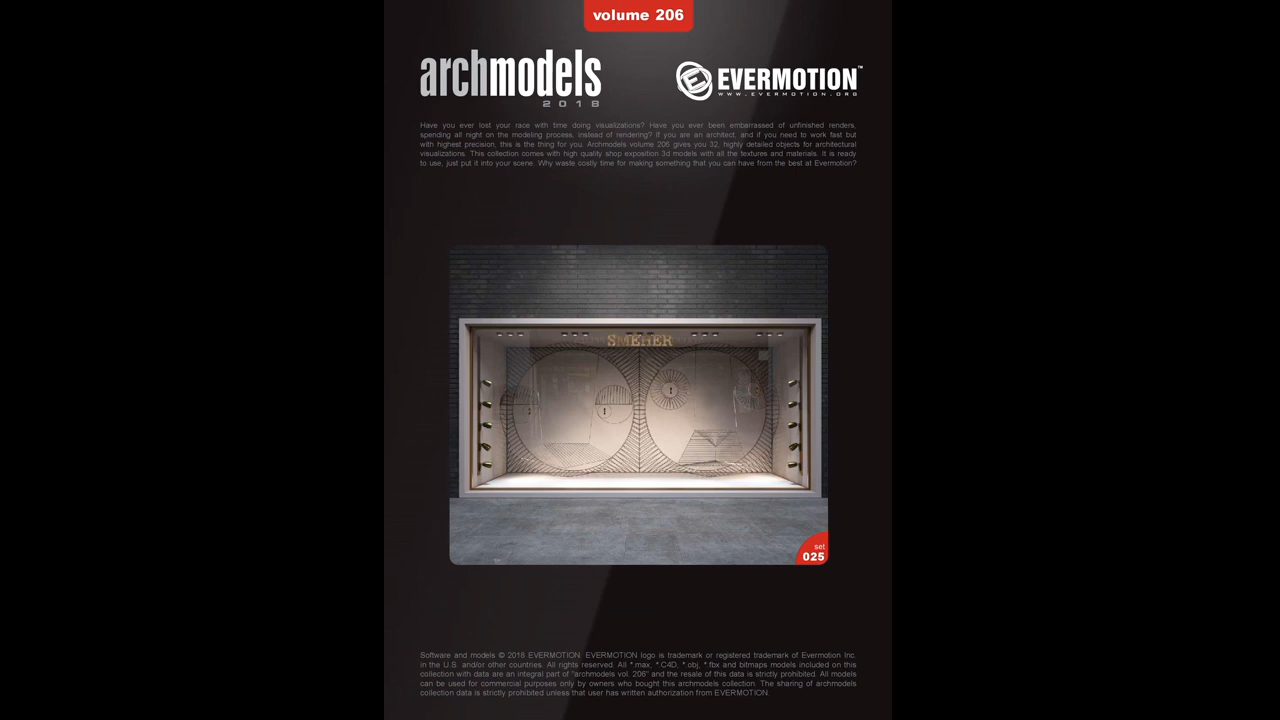 volume 206
archmodels
2018
EVERMOTION™
WWW.EVERMOTION.ORG
Have you ever lost your race with time doing visualizations? Have you ever been embarrassed of unfinished renders,
spending all night on the modeling process, instead of rendering? If you are an architect, and if you need to work fast but
with highest precision, this is the thing for you. Archmodels volume 206 gives you 32, highly detailed objects for architectural
visualizations. This collection comes with high quality shop exposition 3d models with all the textures and materials. It is ready
to use, just put it into your scene. Why waste costly time for making something that you can have from the best at Evermotion?
SMEHER
set
025
Software and models © 2018 EVERMOTION. EVERMOTION logo is trademark or registered trademark of Evermotion Inc.
in the U.S. and/or other countries. All rights reserved. All *.max, *.C4D, *.obj, *.fbx and bitmaps models included on this
collection with data are an integral part of "archmodels vol. 206" and the resale of this data is strictly prohibited. All models
can be used for commercial purposes only by owners who bought this archmodels collection. The sharing of archmodels
collection data is strictly prohibited unless that user has written authorization from EVERMOTION.